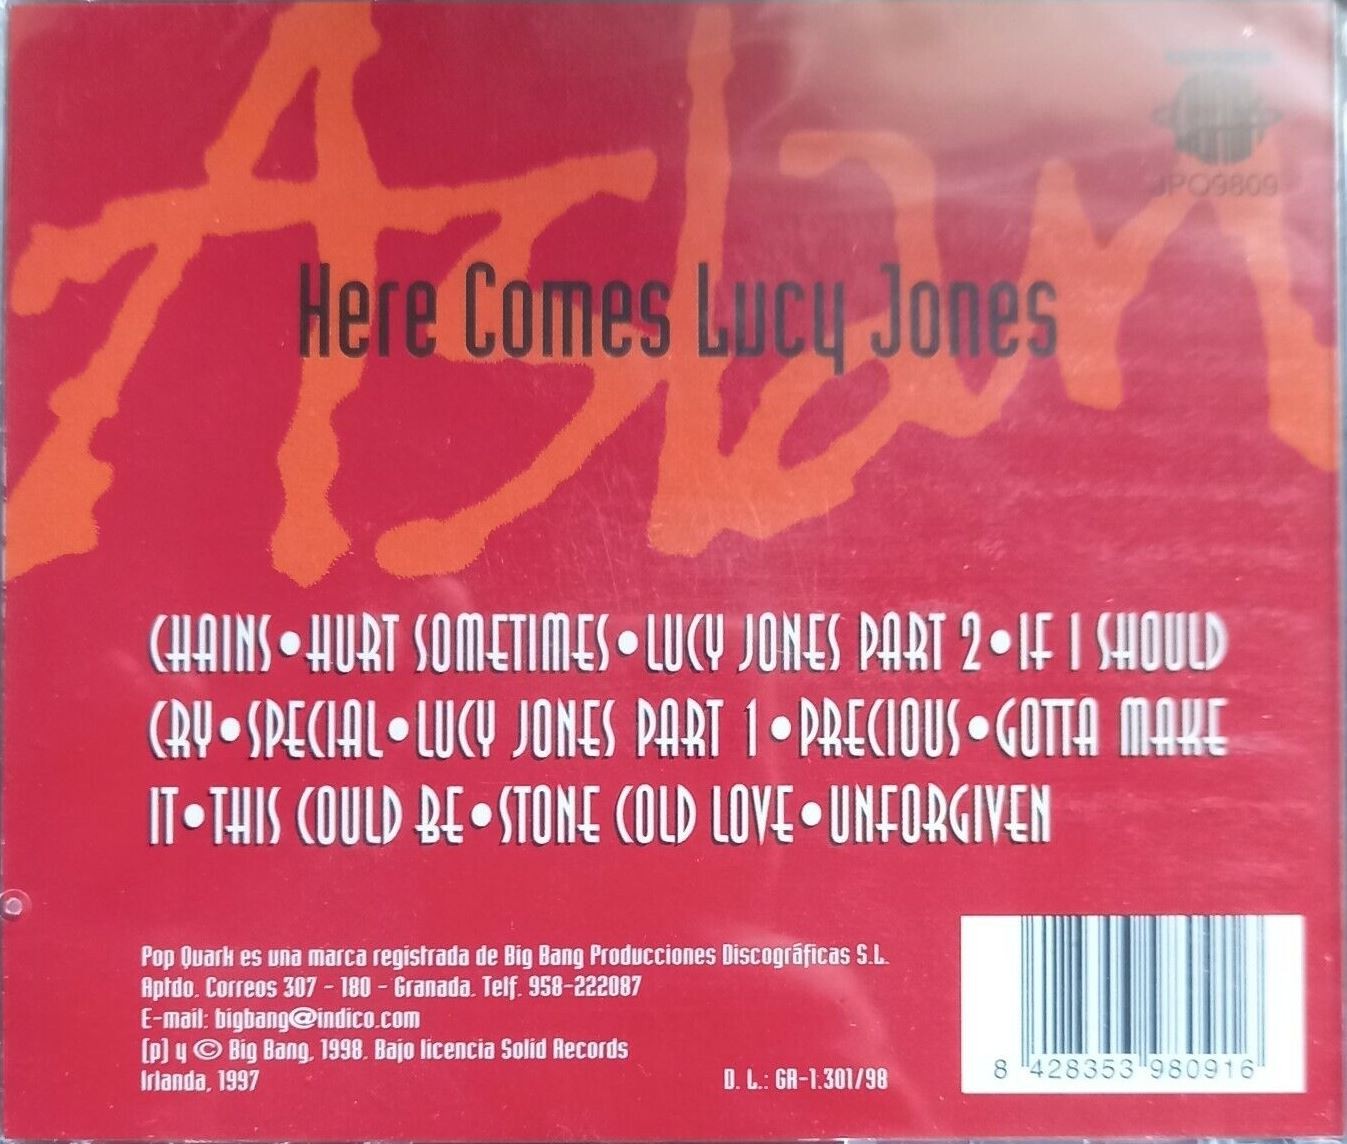 Aslan
JPQ9809
Here Comes Lucy Jones
CHAINS•HURT SOMETIMES•LUCY JONES PART 2•IF I SHOULD
CRY•SPECIAL•LUCY JONES PART 1•PRECIOUS•GOTTA MAKE
IT•THIS COULD BE•STONE COLD LOVE•UNFORGIVEN
Pop Quark es una marca registrada de Big Bang Producciones Discográficas S.L.
Aptdo. Correos 307 - 180 - Granada. Telf. 958-222087
E-mail: bigbang@indico.com
(p) y © Big Bang, 1998. Bajo licencia Solid Records
Irlanda, 1997
D. L.: GR-1.301/98
8 428353 980916